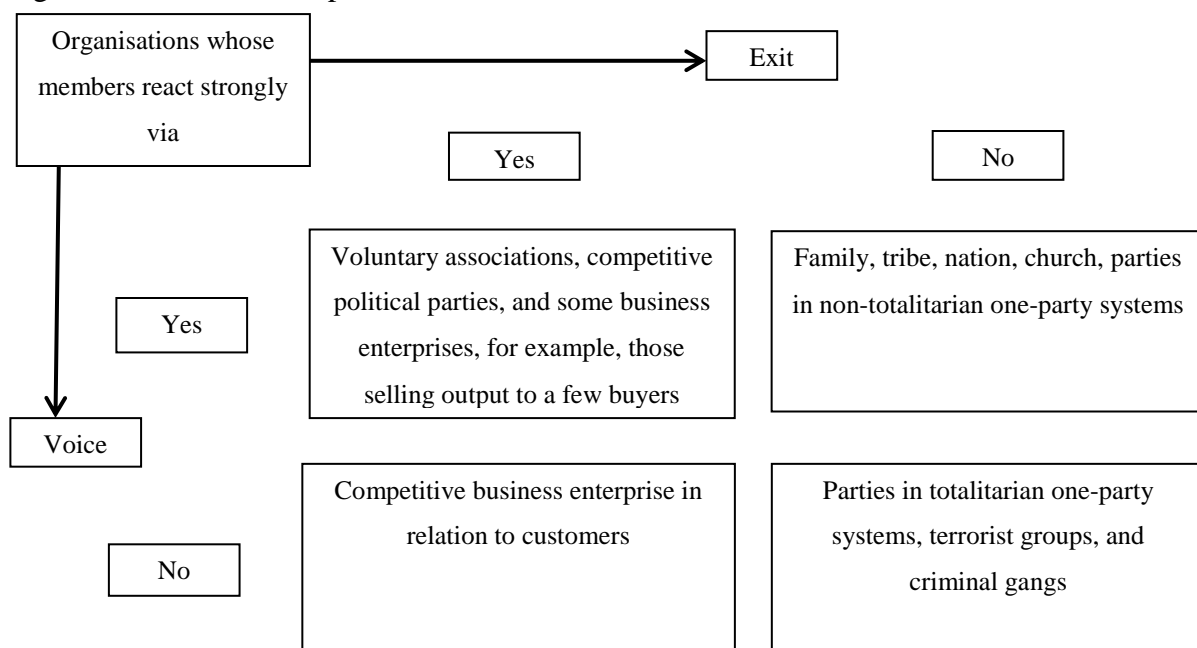 Organisations whose
members react strongly
via
Exit
Yes
No
Yes
Voluntary associations, competitive
political parties, and some business
enterprises, for example, those
selling output to a few buyers
Family, tribe, nation, church, parties
in non-totalitarian one-party systems
Voice
No
Competitive business enterprise in
relation to customers
Parties in totalitarian one-party
systems, terrorist groups, and
criminal gangs